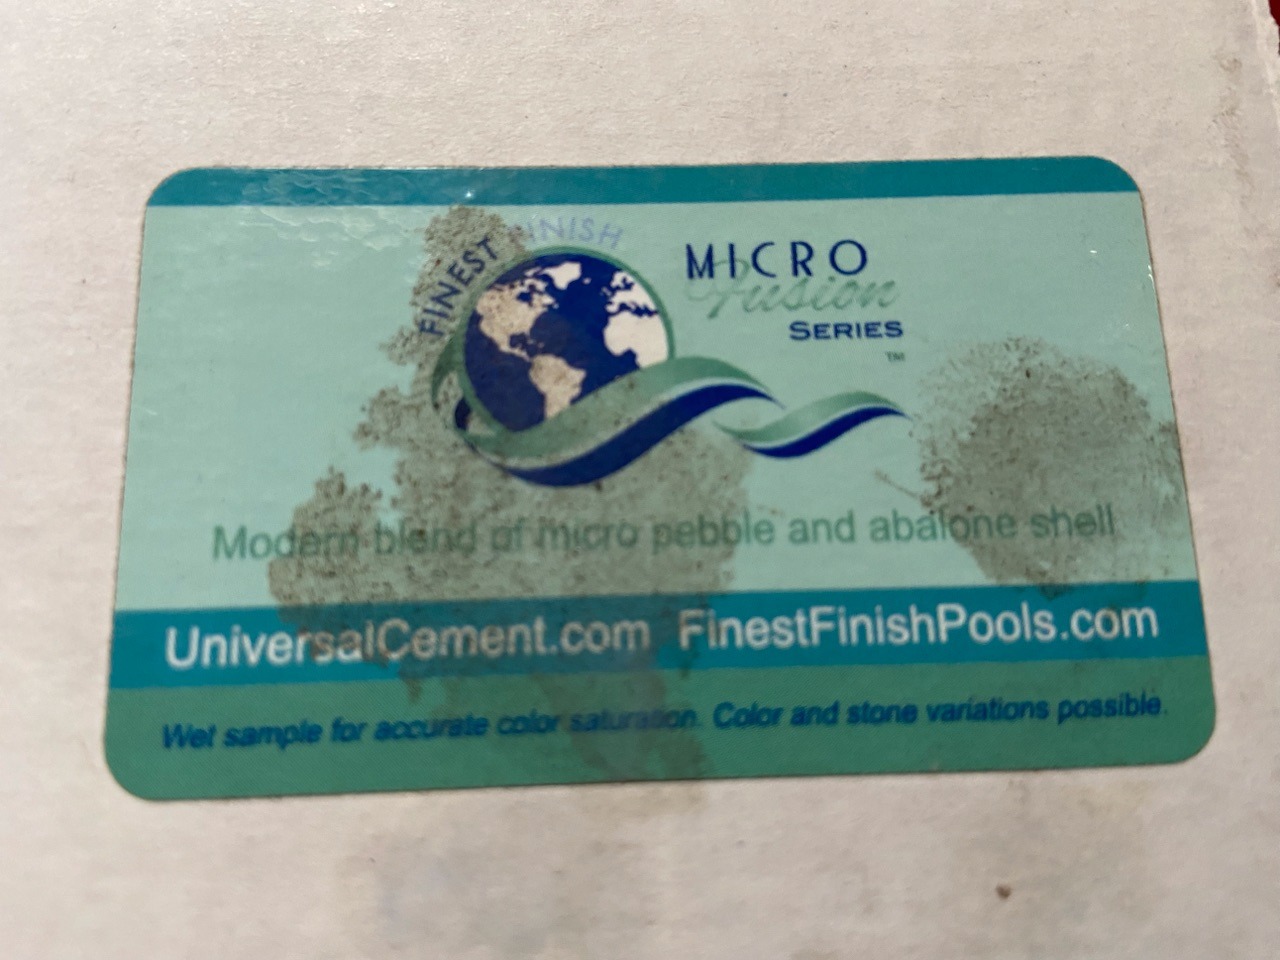 FINEST FINISH
MICRO
Fusion
SERIES
™
Modern blend of micro pebble and abalone shell
UniversalCement.com FinestFinishPools.com
Wet sample for accurate color saturation. Color and stone variations possible.